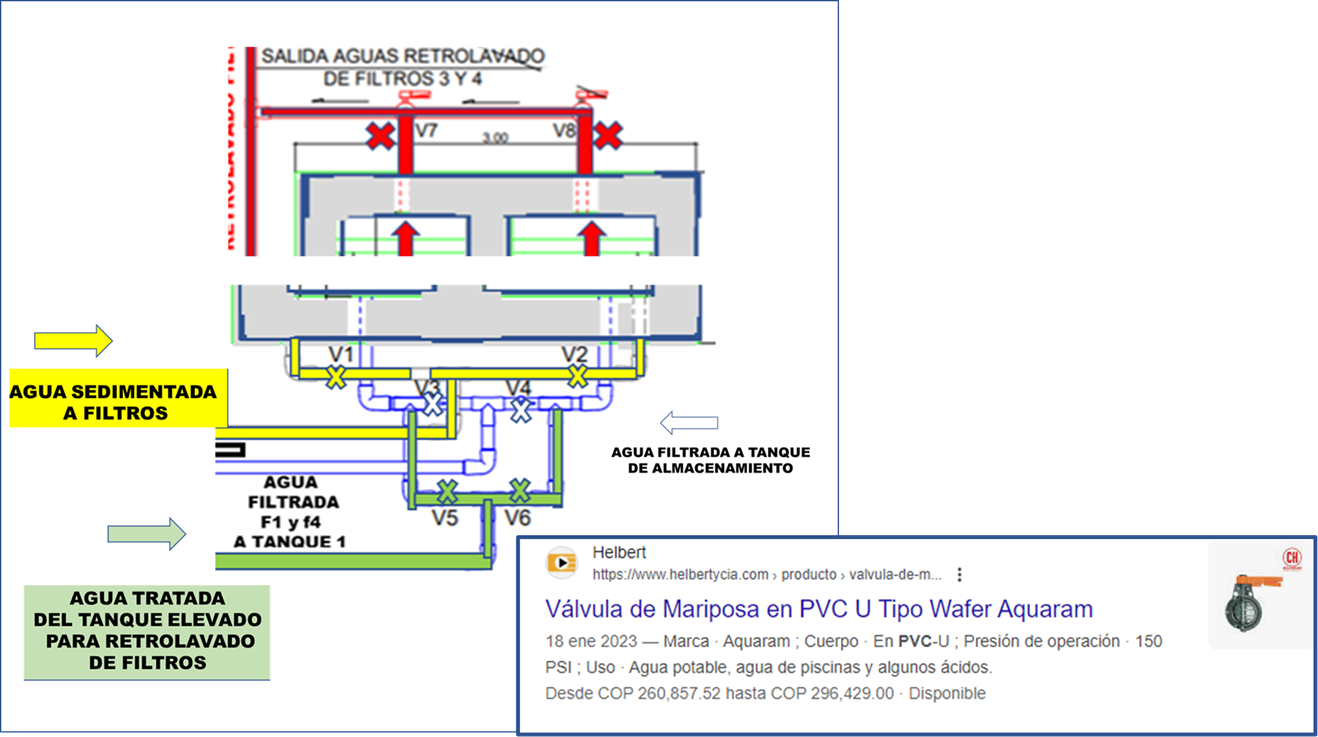 SALIDA AGUAS RETROLAVADO
DE FILTROS 3 Y 4
V7
V8
3.00
V1
V2
V3
V4
AGUA SEDIMENTADA
A FILTROS
AGUA FILTRADA A TANQUE
DE ALMACENAMIENTO
AGUA
FILTRADA
F1 y f4
A TANQUE 1
V5
V6
AGUA TRATADA
DEL TANQUE ELEVADO
PARA RETROLAVADO
DE FILTROS
Helbert
https://www.helbertycia.com › producto › valvula-de-m...
Válvula de Mariposa en PVC U Tipo Wafer Aquaram
18 ene 2023 — Marca · Aquaram ; Cuerpo · En PVC-U ; Presión de operación · 150
PSI ; Uso · Agua potable, agua de piscinas y algunos ácidos.
Desde COP 260,857.52 hasta COP 296,429.00 · Disponible
CH